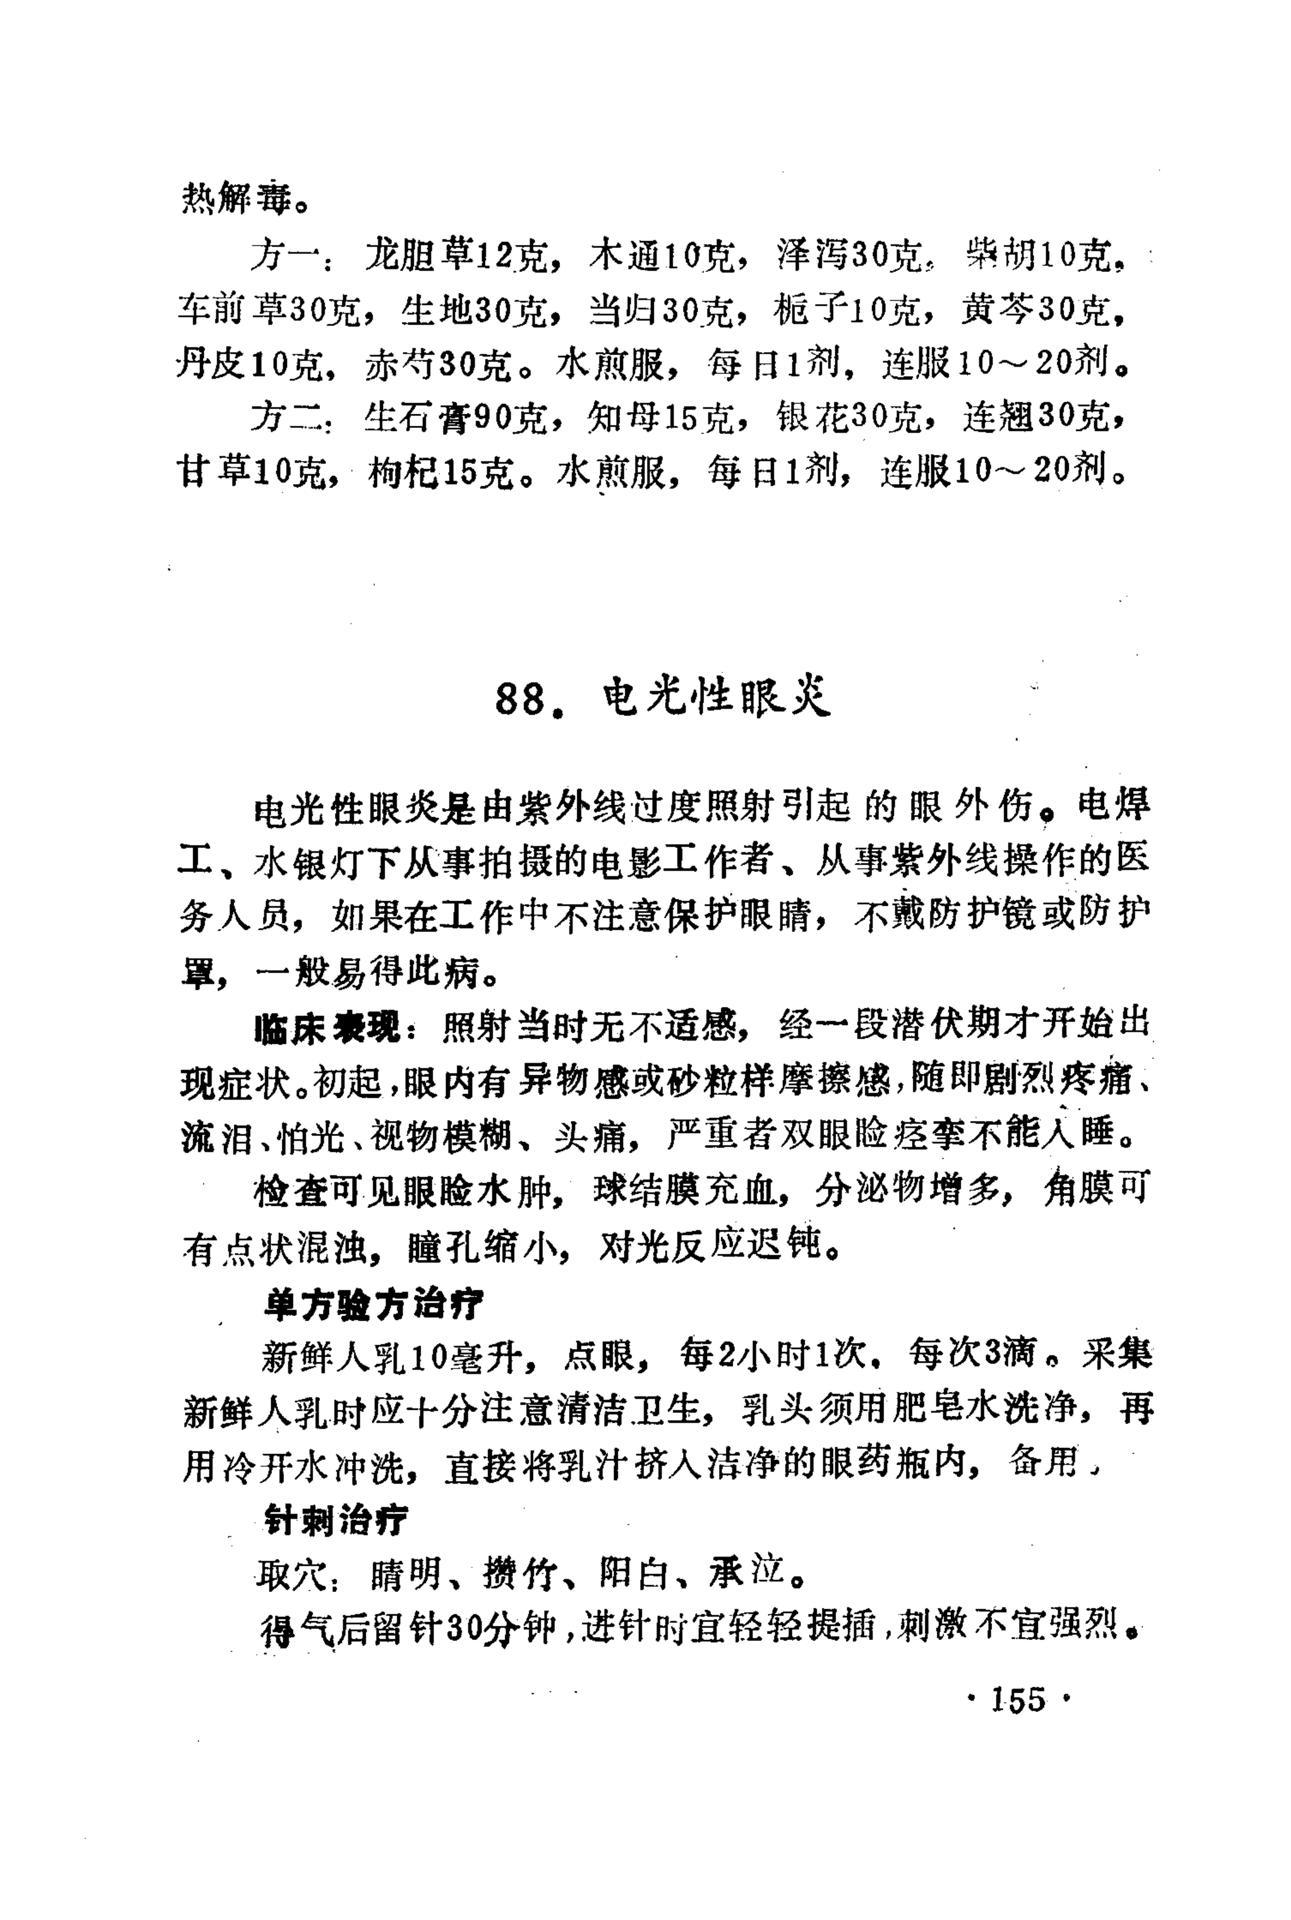 热解毒。
方一：龙胆草12克，木通10克，泽泻30克，柴胡10克，
车前草30克，生地30克，当归30克，栀子10克，黄芩30克，
丹皮10克，赤芍30克。水煎服，每日1剂，连服10～20剂。
方二：生石膏90克，知母15克，银花30克，连翘30克，
甘草10克，枸杞15克。水煎服，每日1剂，连服10～20剂。
88．电光性眼炎
电光性眼炎是由紫外线过度照射引起的眼外伤。电焊
工、水银灯下从事拍摄的电影工作者、从事紫外线操作的医
务人员，如果在工作中不注意保护眼睛，不戴防护镜或防护
罩，一般易得此病。
临床表现：照射当时无不适感，经一段潜伏期才开始出
现症状。初起，眼内有异物感或砂粒样摩擦感，随即剧烈疼痛、
流泪、怕光、视物模糊、头痛，严重者双眼睑痉挛不能入睡。
检查可见眼睑水肿，球结膜充血，分泌物增多，角膜可
有点状混浊，瞳孔缩小，对光反应迟钝。
单方验方治疗
新鲜人乳10毫升，点眼，每2小时1次，每次3滴。采集
新鲜人乳时应十分注意清洁卫生，乳头须用肥皂水洗净，再
用冷开水冲洗，直接将乳汁挤入洁净的眼药瓶内，备用。
针刺治疗
取穴：睛明、攒竹、阳白、承泣。
得气后留针30分钟，进针时宜轻轻提插，刺激不宜强烈。
·155·